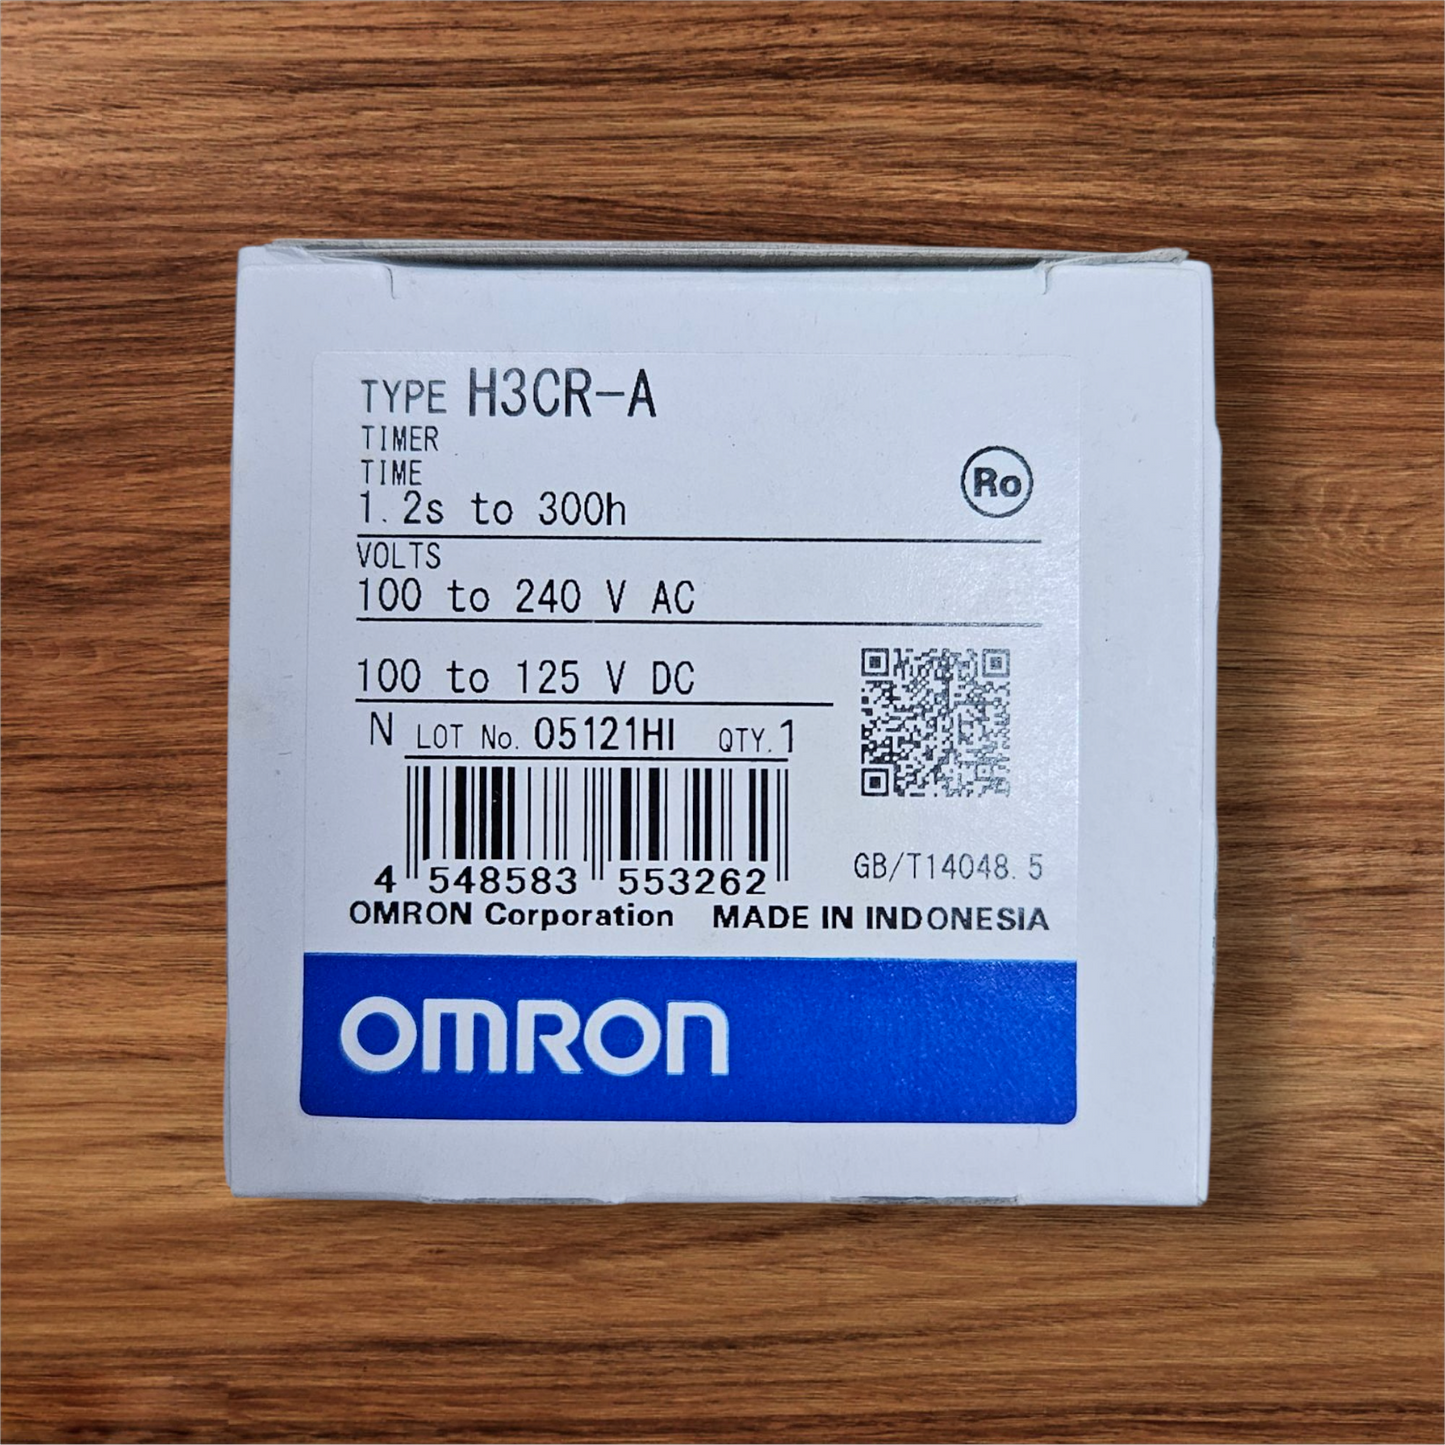 TYPE H3CR-A
TIMER
TIME
1.2s to 300h
Ro
VOLTS
100 to 240 V AC
100 to 125 V DC
N LOT No. 05121HI QTY. 1
4 548583 553262
GB/T14048.5
OMRON Corporation MADE IN INDONESIA
OMRON